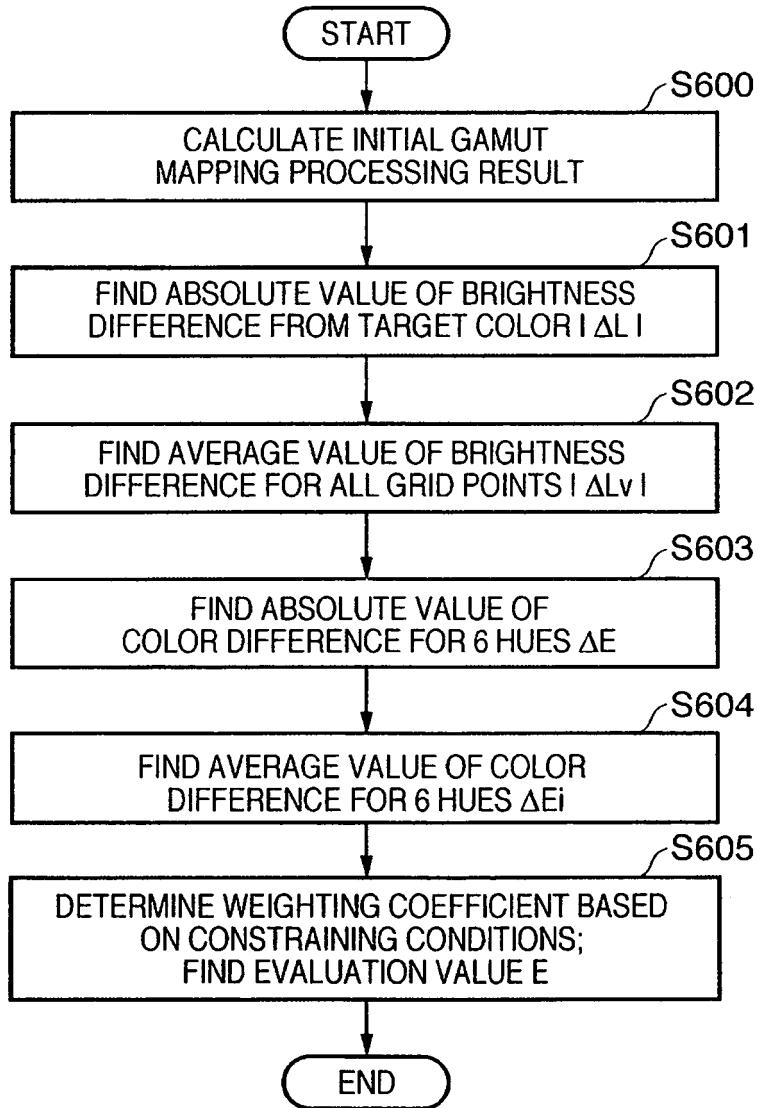 START
S600
CALCULATE INITIAL GAMUT
MAPPING PROCESSING RESULT
S601
FIND ABSOLUTE VALUE OF BRIGHTNESS
DIFFERENCE FROM TARGET COLOR | ΔL |
S602
FIND AVERAGE VALUE OF BRIGHTNESS
DIFFERENCE FOR ALL GRID POINTS | ΔLv |
S603
FIND ABSOLUTE VALUE OF
COLOR DIFFERENCE FOR 6 HUES ΔE
S604
FIND AVERAGE VALUE OF COLOR
DIFFERENCE FOR 6 HUES ΔEi
S605
DETERMINE WEIGHTING COEFFICIENT BASED
ON CONSTRAINING CONDITIONS;
FIND EVALUATION VALUE E
END